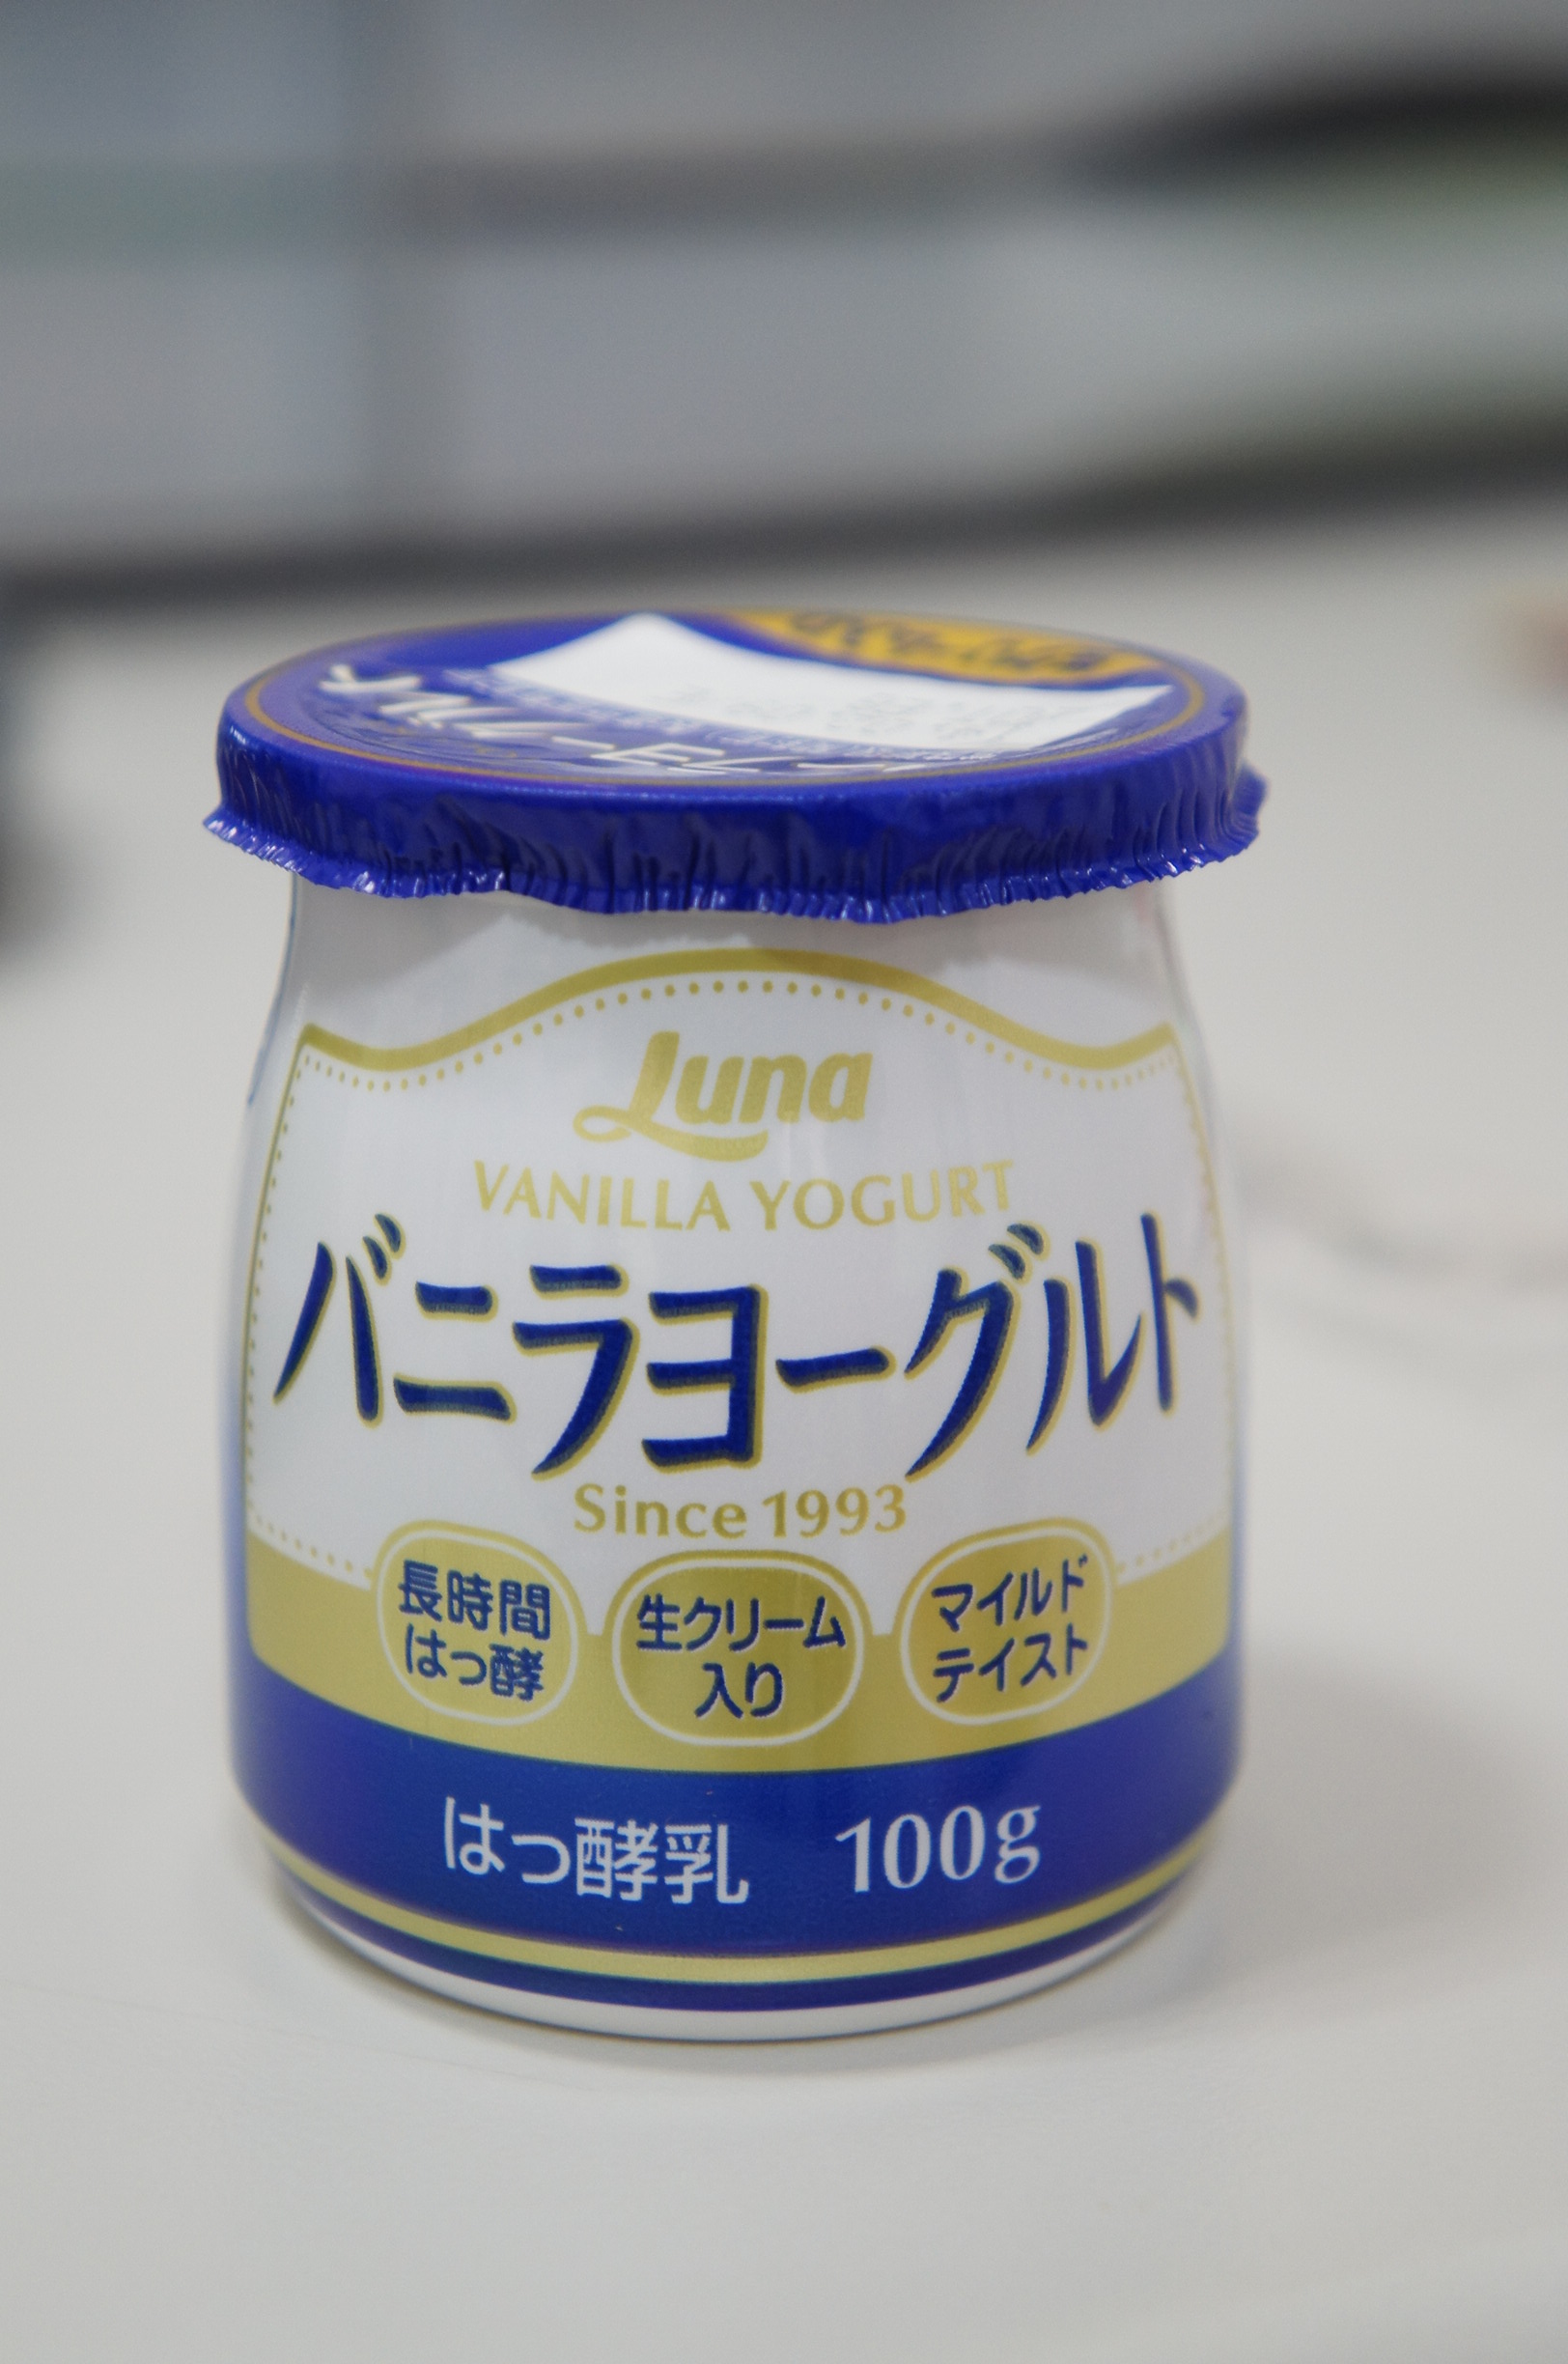 Luna
VANILLA YOGURT
バニラヨーグルト
Since 1993
長時間
はっ酵
生クリーム
入り
マイルド
テイスト
はっ酵乳 100g